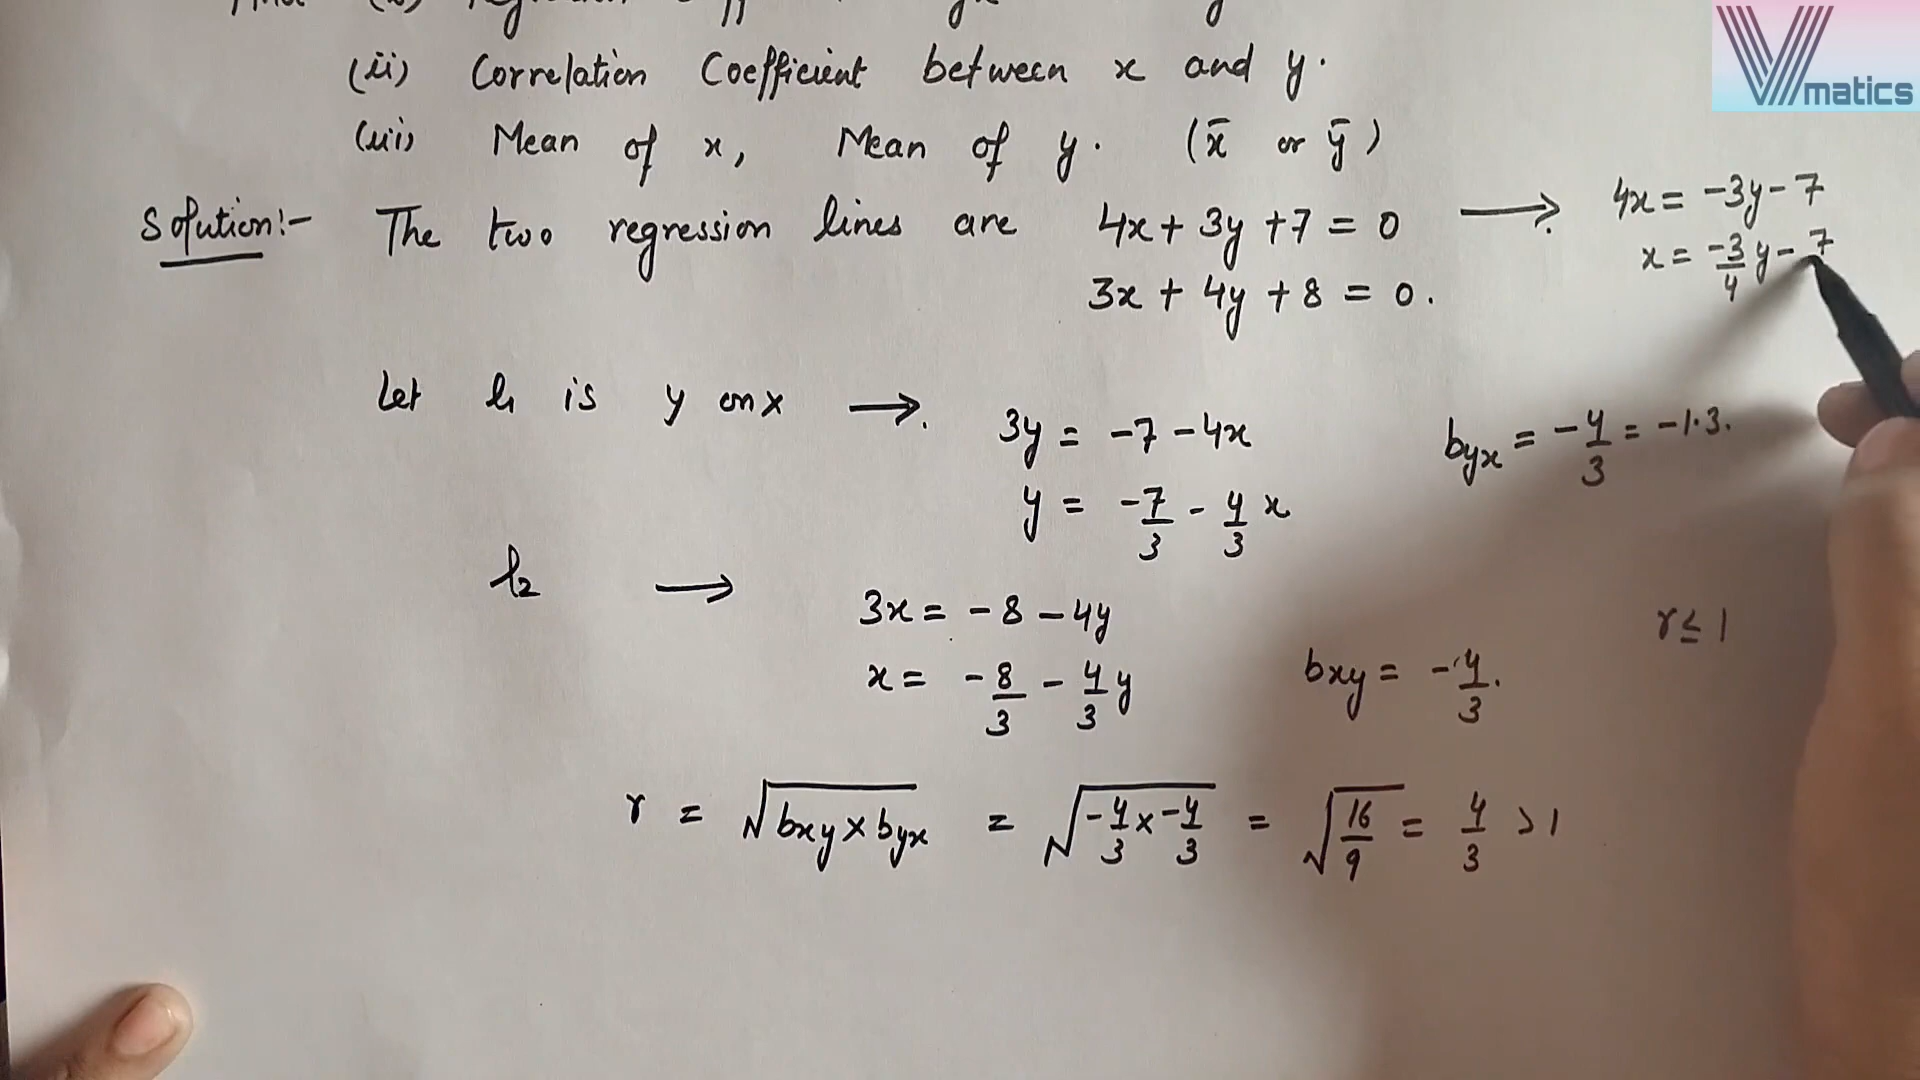 (ii) Correlation Coefficient between x and y.
(iii) Mean of x, Mean of y. (x̄ or ȳ)
Solution:- The two regression lines are 4x + 3y + 7 = 0 → 4x = -3y - 7
3x + 4y + 8 = 0. x = -3/4 y - 7
Let l₁ is y on x → 3y = -7 - 4x byx = -4/3 = -1.3.
y = -7/3 - 4/3 x
l₂ → 3x = -8 - 4y r ≤ 1
x = -8/3 - 4/3 y bxy = -4/3.
r = √(bxy × byx) = √(-4/3 × -4/3) = √(16/9) = 4/3 > 1
Vmatics